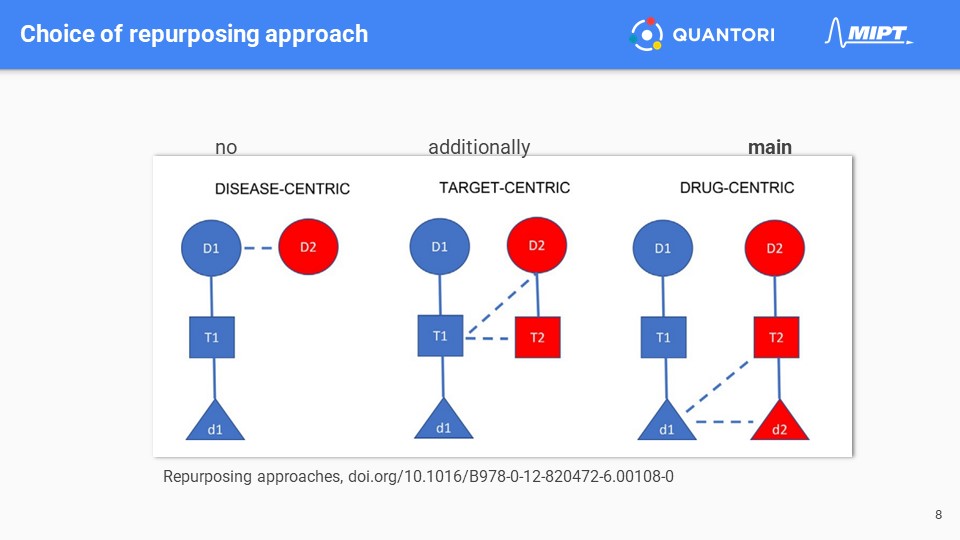 Choice of repurposing approach
QUANTORI
MIPT
no additionally main
DISEASE-CENTRIC TARGET-CENTRIC DRUG-CENTRIC
D1 D2 D1 D2 D1 D2
T1 T1 T2 T1 T2
d1 d1 d1 d2
Repurposing approaches, doi.org/10.1016/B978-0-12-820472-6.00108-0
8